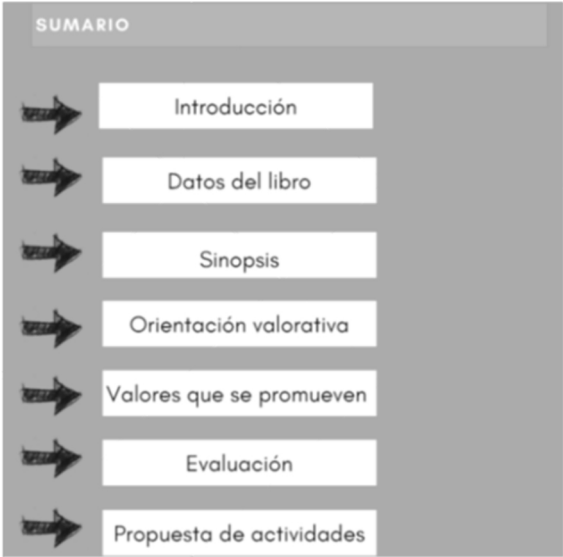 SUMARIO
Introducción
Datos del libro
Sinopsis
Orientación valorativa
Valores que se promueven
Evaluación
Propuesta de actividades